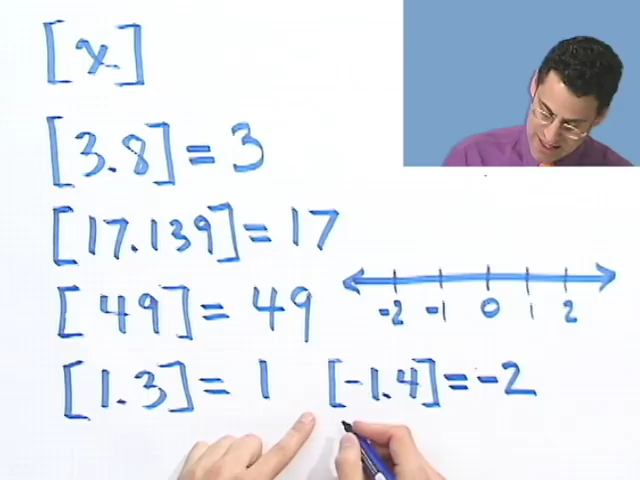 [x]
[3.8] = 3
[17.139] = 17
[49] = 49
-2 -1 0 1 2
[1.3] = 1 [-1.4] = -2